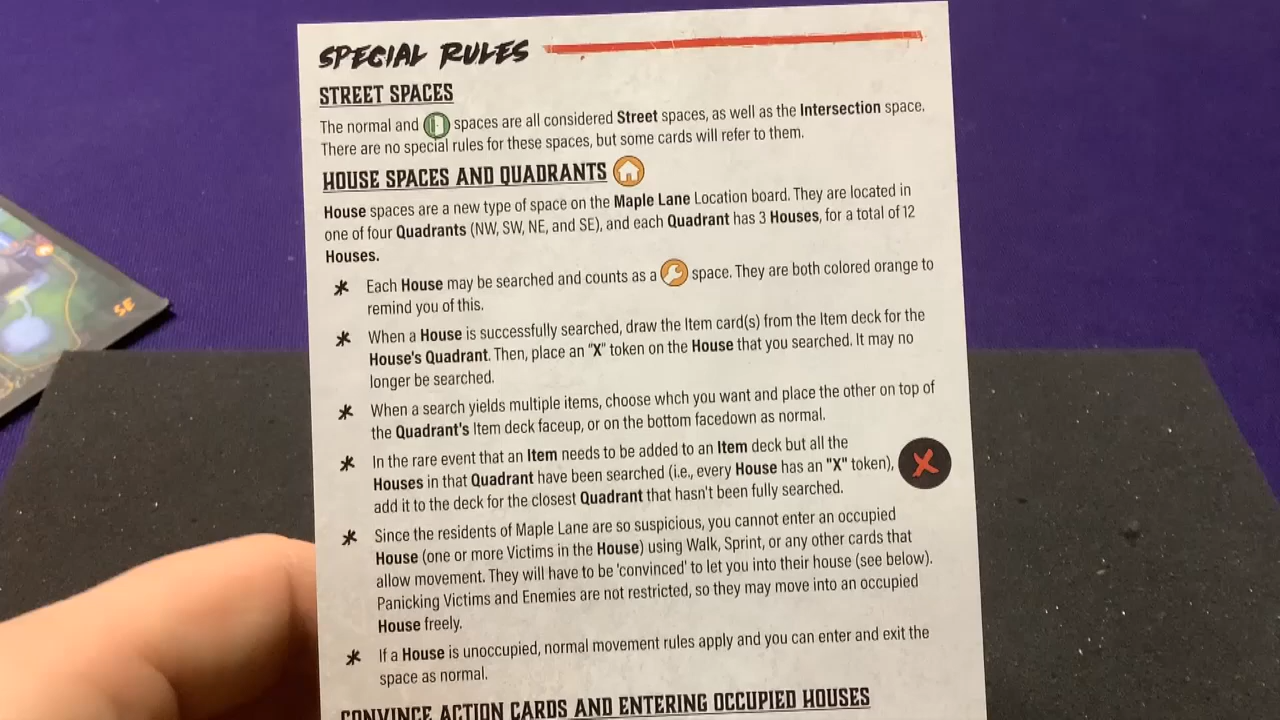 SPECIAL RULES
STREET SPACES
The normal and spaces are all considered Street spaces, as well as the Intersection space.
There are no special rules for these spaces, but some cards will refer to them.
HOUSE SPACES AND QUADRANTS
House spaces are a new type of space on the Maple Lane Location board. They are located in
one of four Quadrants (NW, SW, NE, and SE), and each Quadrant has 3 Houses, for a total of 12
Houses.
* Each House may be searched and counts as a space. They are both colored orange to
remind you of this.
* When a House is successfully searched, draw the Item card(s) from the Item deck for the
House's Quadrant. Then, place an "X" token on the House that you searched. It may no
longer be searched.
* When a search yields multiple items, choose whch you want and place the other on top of
the Quadrant's Item deck faceup, or on the bottom facedown as normal.
* In the rare event that an Item needs to be added to an Item deck but all the
Houses in that Quadrant have been searched (i.e., every House has an "X" token),
add it to the deck for the closest Quadrant that hasn't been fully searched.
* Since the residents of Maple Lane are so suspicious, you cannot enter an occupied
House (one or more Victims in the House) using Walk, Sprint, or any other cards that
allow movement. They will have to be 'convinced' to let you into their house (see below).
Panicking Victims and Enemies are not restricted, so they may move into an occupied
House freely.
* If a House is unoccupied, normal movement rules apply and you can enter and exit the
space as normal.
CONVINCE ACTION CARDS AND ENTERING OCCUPIED HOUSES
SE